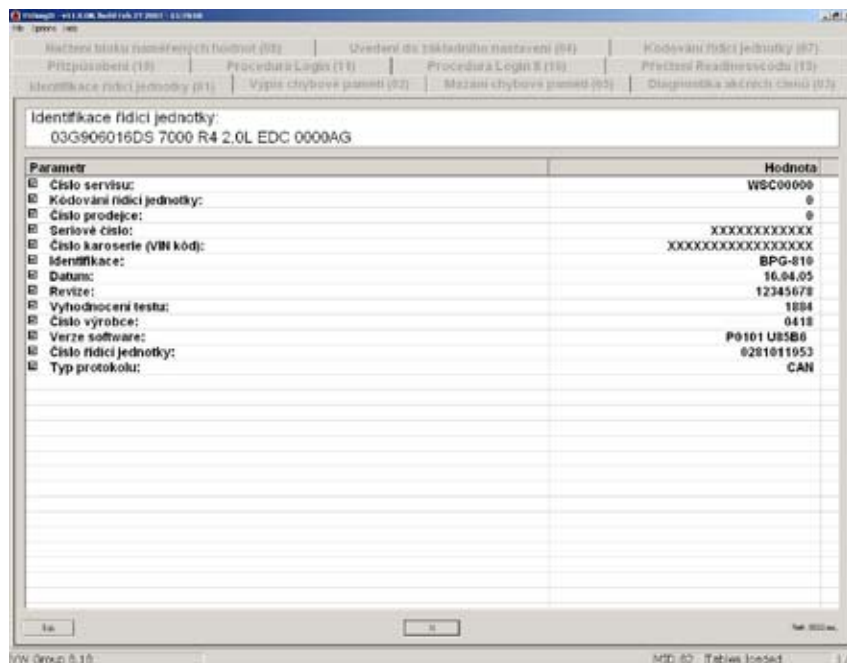 Načtení bloku naměřených hodnot (08) Uvedení do základního nastavení (04) Kódování řídicí jednotky (07)
Přizpůsobení (10) Procedura Login (11) Procedura Login II (16) Přečtení Readinesscodu (15)
Identifikace řídicí jednotky (01) Výpis chybové paměti (02) Mazání chybové paměti (05) Diagnostika akčních členů (03)
Identifikace řídicí jednotky:
03G906016DS 7000 R4 2,0L EDC 0000AG
Parametr Hodnota
Číslo servisu: WSC00000
Kódování řídicí jednotky: 0
Číslo prodejce: 0
Seriové číslo: XXXXXXXXXXXX
Číslo karoserie (VIN kód): XXXXXXXXXXXXXXXXX
Identifikace: BPG-810
Datum: 16.04.05
Revize: 12345678
Vyhodnocení testu: 1884
Číslo výrobce: 0418
Verze software: P0101 U85B6
Číslo řídicí jednotky: 0281011953
Typ protokolu: CAN
VW Group 8.10 Tables loaded